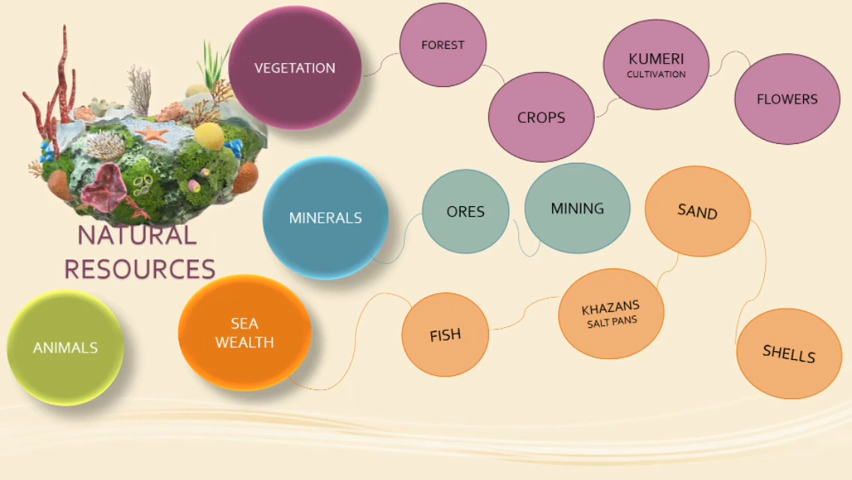 VEGETATION
FOREST
CROPS
KUMERI
CULTIVATION
FLOWERS
NATURAL
RESOURCES
MINERALS
ORES
MINING
SAND
ANIMALS
SEA
WEALTH
FISH
KHAZANS
SALT PANS
SHELLS